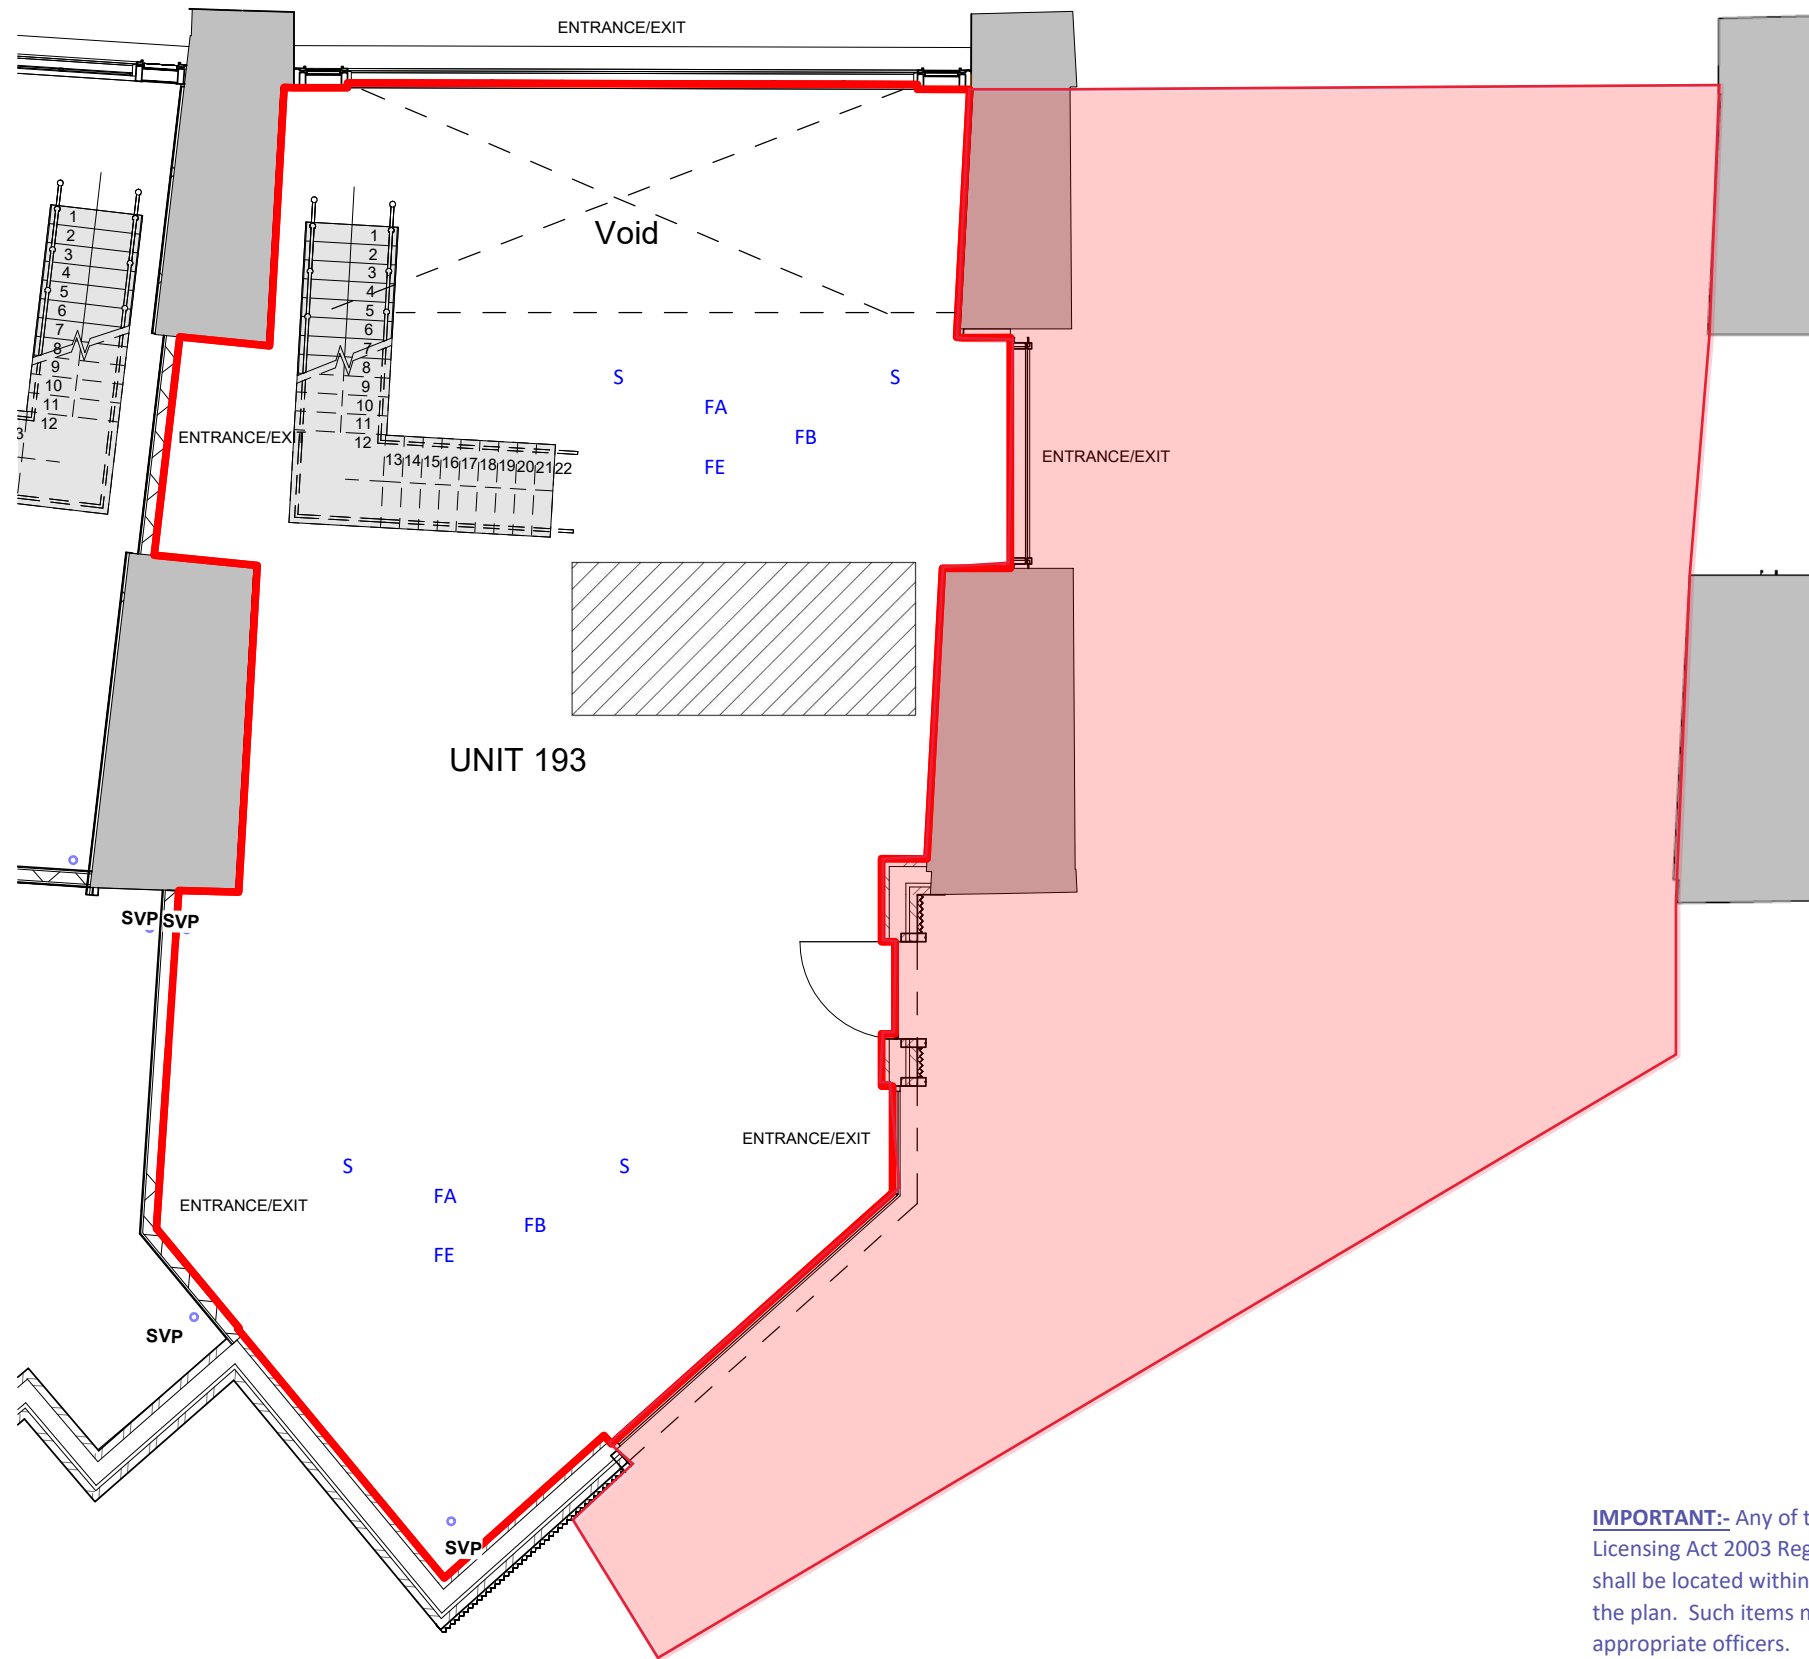 ENTRANCE/EXIT
Void
1
2
3
4
5
6
7
8
9
10
11
12
3
1
2
3
4
5
6
7
8
9
10
11
12
13 14 15 16 17 18 19 20 21 22
S
S
FA
FB
FE
ENTRANCE/EXIT
ENTRANCE/EXIT
UNIT 193
SVP SVP
ENTRANCE/EXIT
S
S
FA
FB
FE
ENTRANCE/EXIT
SVP
SVP
IMPORTANT:- Any of t
Licensing Act 2003 Reg
shall be located within
the plan. Such items m
appropriate officers.